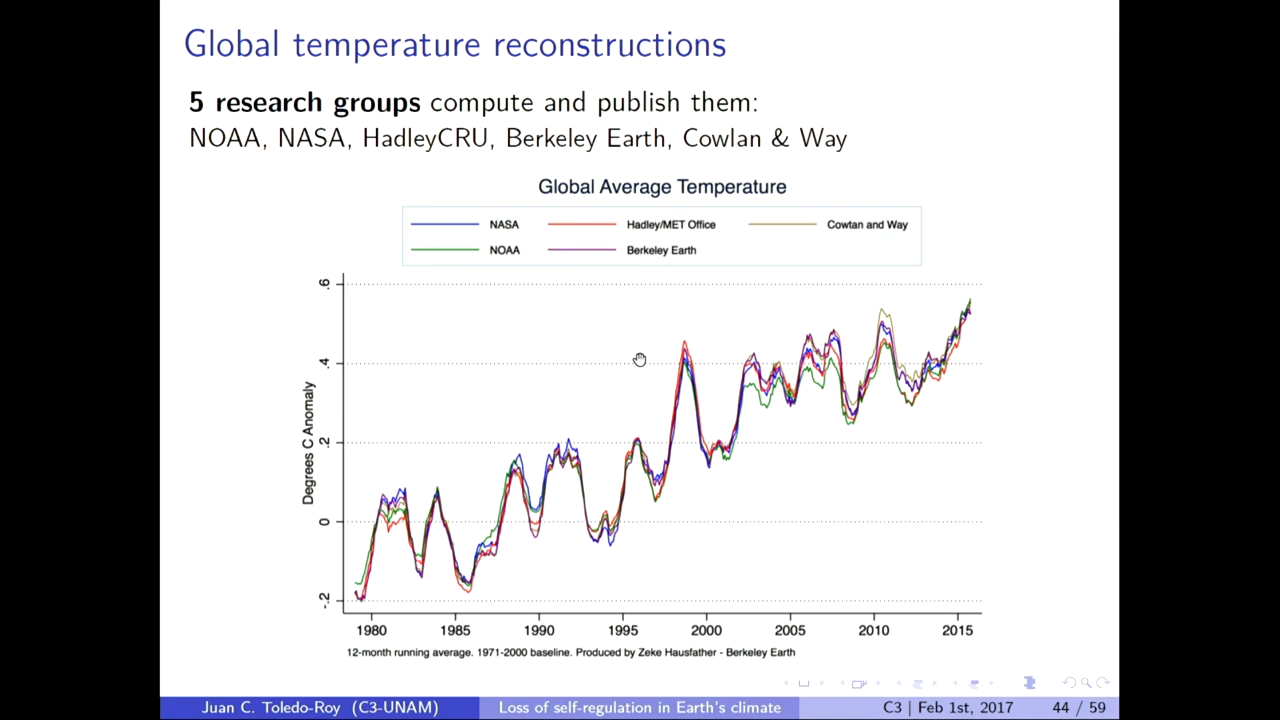 Global temperature reconstructions
5 research groups compute and publish them:
NOAA, NASA, HadleyCRU, Berkeley Earth, Cowlan & Way
Global Average Temperature
NASA Hadley/MET Office Cowtan and Way
NOAA Berkeley Earth
Degrees C Anomaly
.6
.4
.2
0
-.2
1980 1985 1990 1995 2000 2005 2010 2015
12-month running average. 1971-2000 baseline. Produced by Zeke Hausfather - Berkeley Earth
Juan C. Toledo-Roy (C3-UNAM) Loss of self-regulation in Earth's climate C3 | Feb 1st, 2017 44 / 59